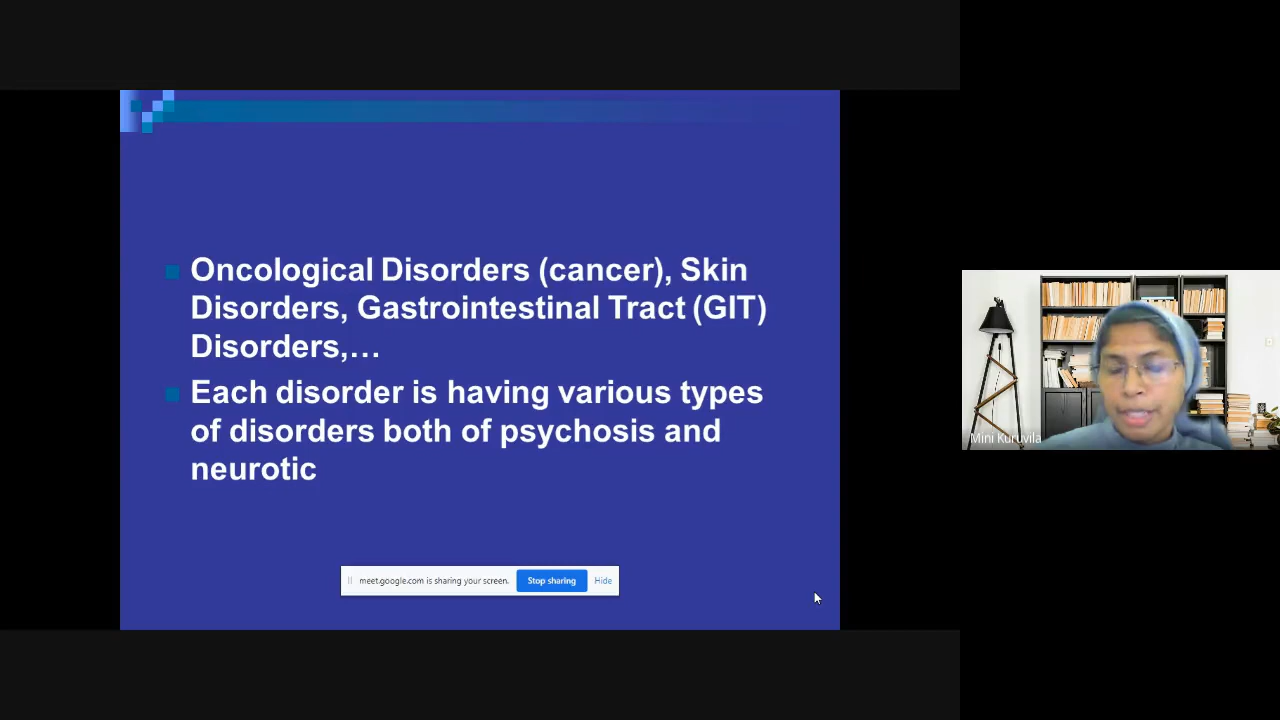 Oncological Disorders (cancer), Skin
Disorders, Gastrointestinal Tract (GIT)
Disorders,...
Each disorder is having various types
of disorders both of psychosis and
neurotic
meet.google.com is sharing your screen.
Stop sharing
Hide
Mini Kuruvila